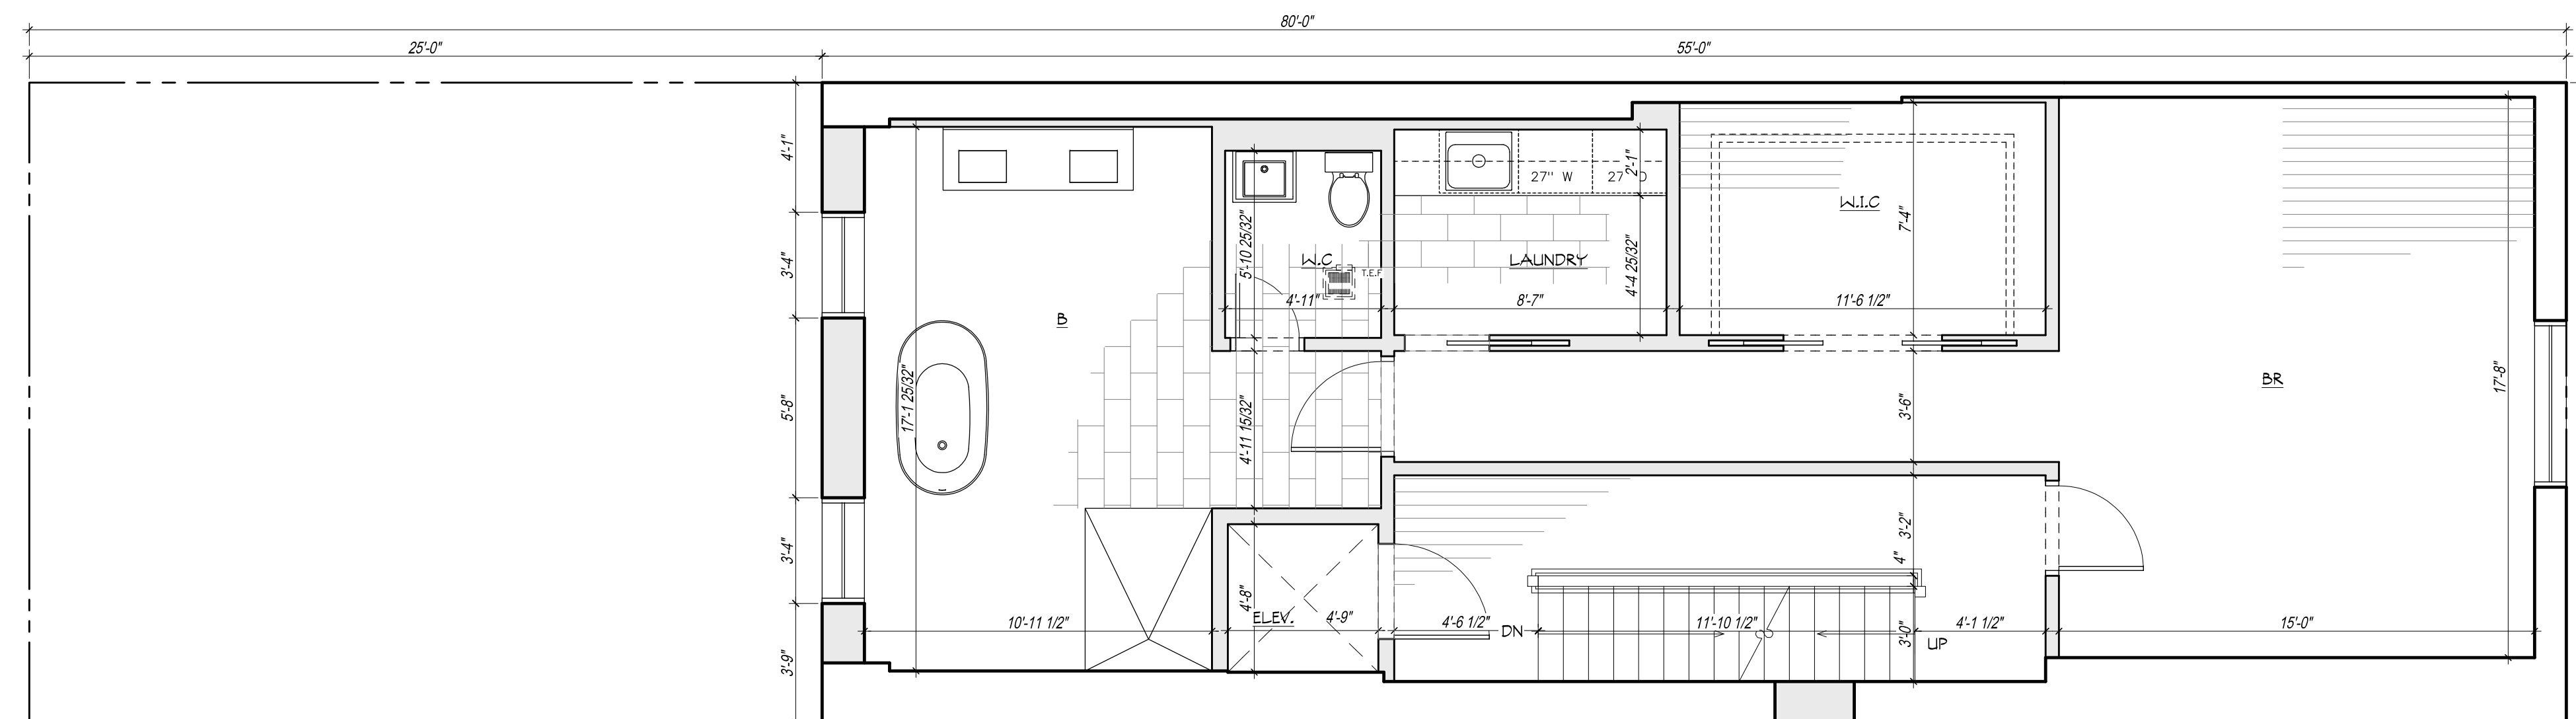 80'-0"
25'-0"
55'-0"
4'-1"
3'-4"
5'-8"
3'-4"
3'-9"
17'-1 25/32"
B
10'-11 1/2"
5'-10 25/32"
W.C
T.E.F
4'-11"
4'-11 15/32"
4'-8"
ELEV.
4'-9"
27" W
2'-1"
LAUNDRY
4'-4 25/32"
8'-7"
W.I.C
7'-4"
11'-6 1/2"
3'-6"
3'-2"
4"
4'-6 1/2"
DN
11'-10 1/2"
3'-0"
UP
4'-1 1/2"
BR
17'-8"
15'-0"